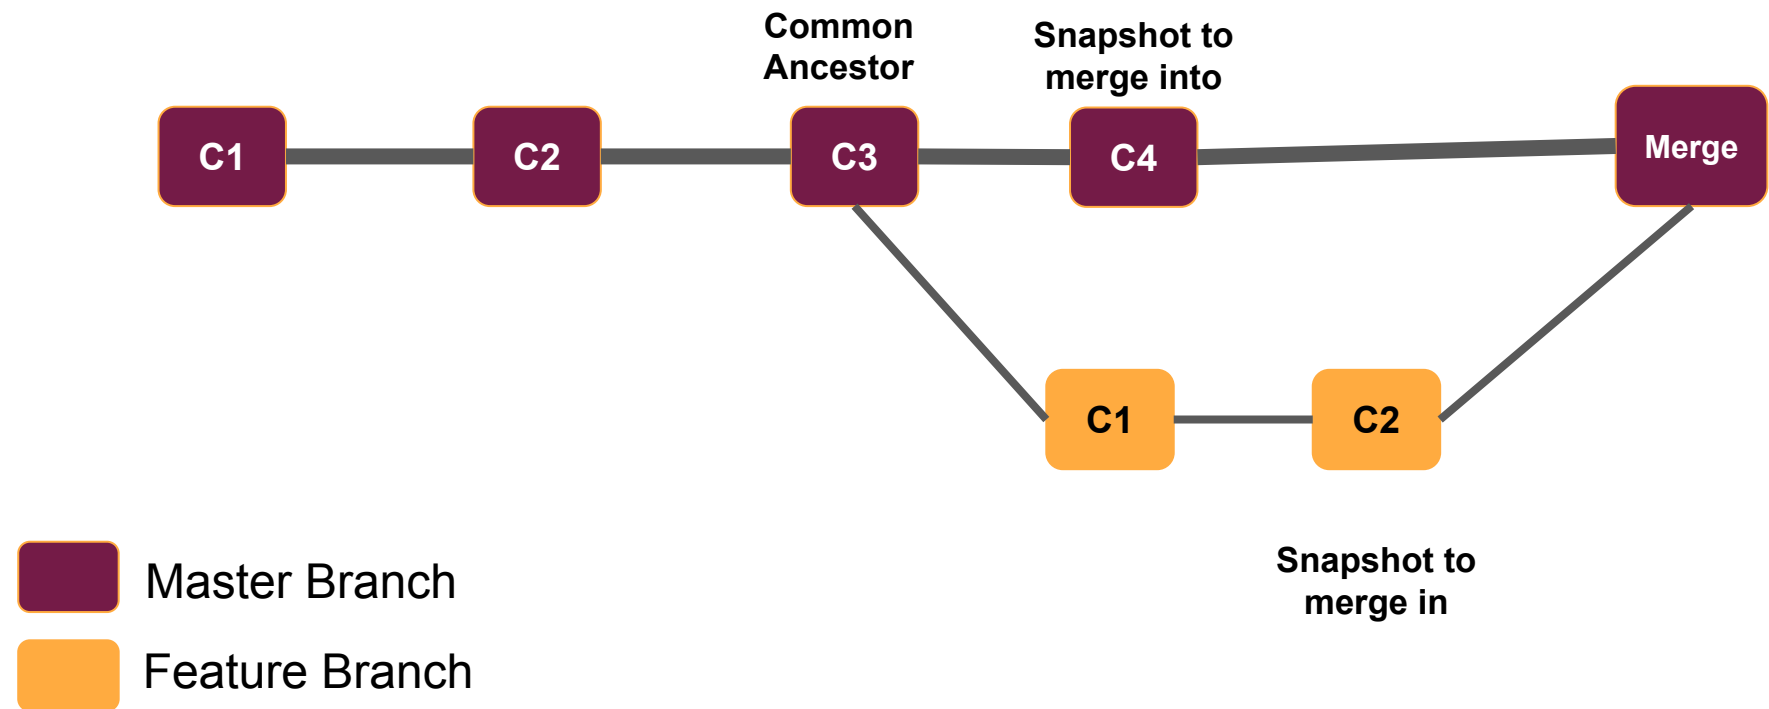 Common
Ancestor
Snapshot to
merge into
C1
C2
C3
C4
Merge
C1
C2
Snapshot to
merge in
Master Branch
Feature Branch